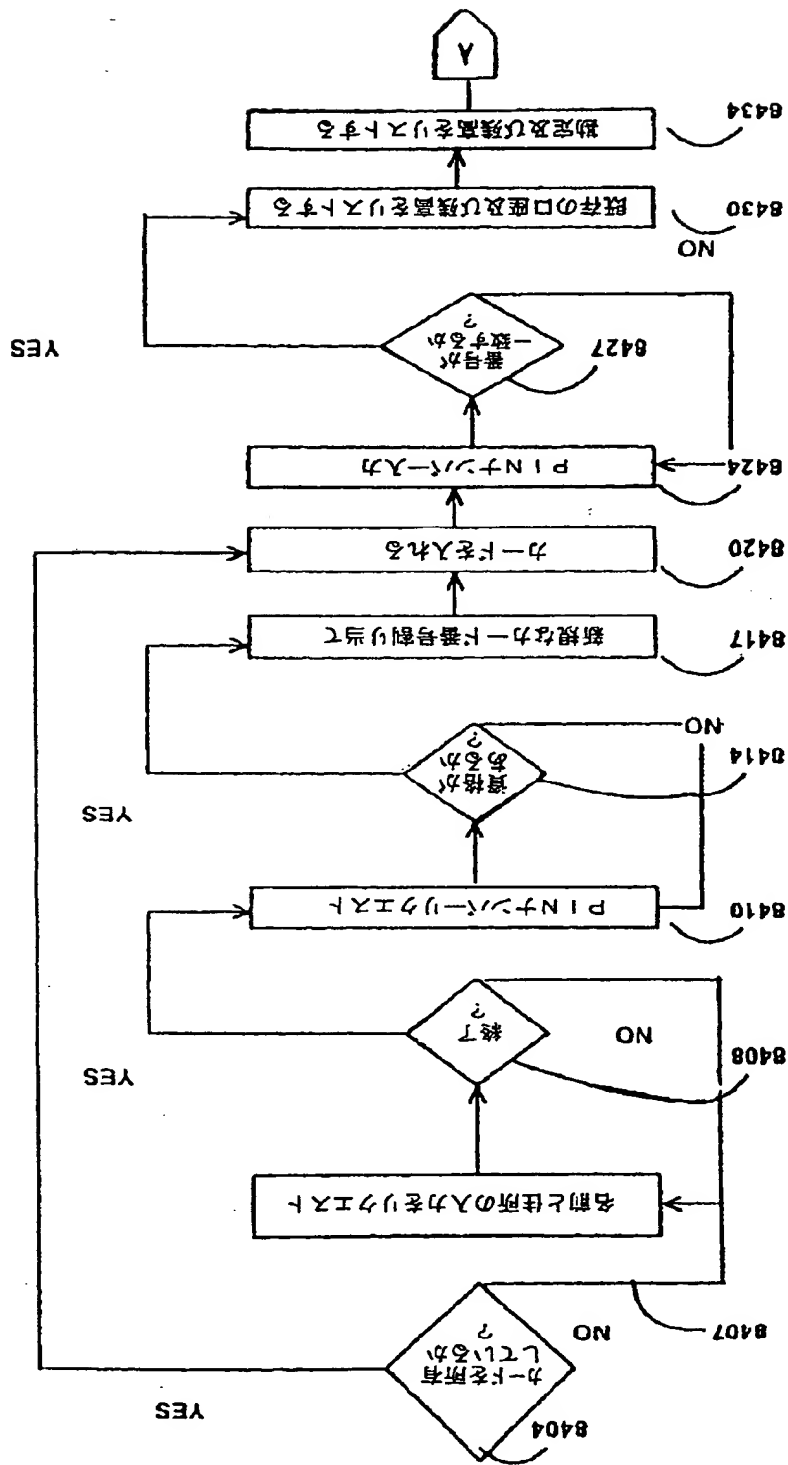 8404
カードを所有
しているか
?
YES
NO
8407
名前と住所の入力をリクエスト
8408
終了
?
NO
YES
8410
PINナンバーリクエスト
8414
資格が
あるか
?
NO
YES
8417
新規なカード番号割り当て
8420
カードを入れる
8424
PINナンバー入力
8427
番号が
一致するか
?
YES
NO
8430
既存の口座及び残高をリストする
8434
勘定及び残高をリストする
A